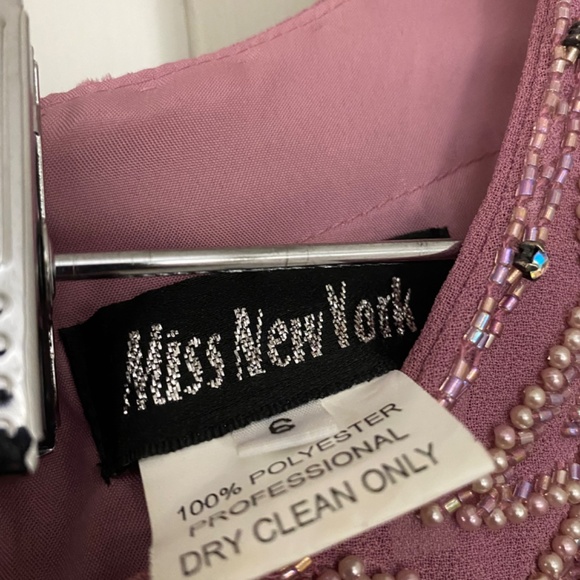 Miss New York
6
100% POLYESTER
PROFESSIONAL
DRY CLEAN ONLY